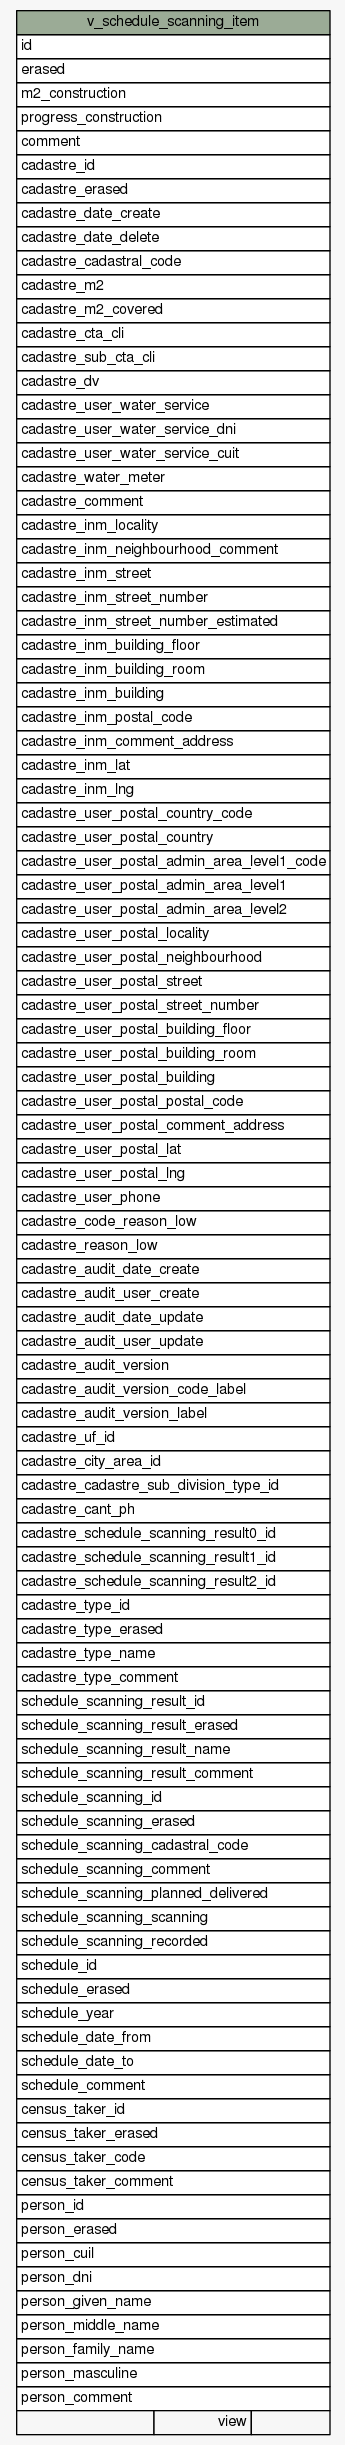 v_schedule_scanning_item
id
erased
m2_construction
progress_construction
comment
cadastre_id
cadastre_erased
cadastre_date_create
cadastre_date_delete
cadastre_cadastral_code
cadastre_m2
cadastre_m2_covered
cadastre_cta_cli
cadastre_sub_cta_cli
cadastre_dv
cadastre_user_water_service
cadastre_user_water_service_dni
cadastre_user_water_service_cuit
cadastre_water_meter
cadastre_comment
cadastre_inm_locality
cadastre_inm_neighbourhood_comment
cadastre_inm_street
cadastre_inm_street_number
cadastre_inm_street_number_estimated
cadastre_inm_building_floor
cadastre_inm_building_room
cadastre_inm_building
cadastre_inm_postal_code
cadastre_inm_comment_address
cadastre_inm_lat
cadastre_inm_lng
cadastre_user_postal_country_code
cadastre_user_postal_country
cadastre_user_postal_admin_area_level1_code
cadastre_user_postal_admin_area_level1
cadastre_user_postal_admin_area_level2
cadastre_user_postal_locality
cadastre_user_postal_neighbourhood
cadastre_user_postal_street
cadastre_user_postal_street_number
cadastre_user_postal_building_floor
cadastre_user_postal_building_room
cadastre_user_postal_building
cadastre_user_postal_postal_code
cadastre_user_postal_comment_address
cadastre_user_postal_lat
cadastre_user_postal_lng
cadastre_user_phone
cadastre_code_reason_low
cadastre_reason_low
cadastre_audit_date_create
cadastre_audit_user_create
cadastre_audit_date_update
cadastre_audit_user_update
cadastre_audit_version
cadastre_audit_version_code_label
cadastre_audit_version_label
cadastre_uf_id
cadastre_city_area_id
cadastre_cadastre_sub_division_type_id
cadastre_cant_ph
cadastre_schedule_scanning_result0_id
cadastre_schedule_scanning_result1_id
cadastre_schedule_scanning_result2_id
cadastre_type_id
cadastre_type_erased
cadastre_type_name
cadastre_type_comment
schedule_scanning_result_id
schedule_scanning_result_erased
schedule_scanning_result_name
schedule_scanning_result_comment
schedule_scanning_id
schedule_scanning_erased
schedule_scanning_cadastral_code
schedule_scanning_comment
schedule_scanning_planned_delivered
schedule_scanning_scanning
schedule_scanning_recorded
schedule_id
schedule_erased
schedule_year
schedule_date_from
schedule_date_to
schedule_comment
census_taker_id
census_taker_erased
census_taker_code
census_taker_comment
person_id
person_erased
person_cuil
person_dni
person_given_name
person_middle_name
person_family_name
person_masculine
person_comment
view